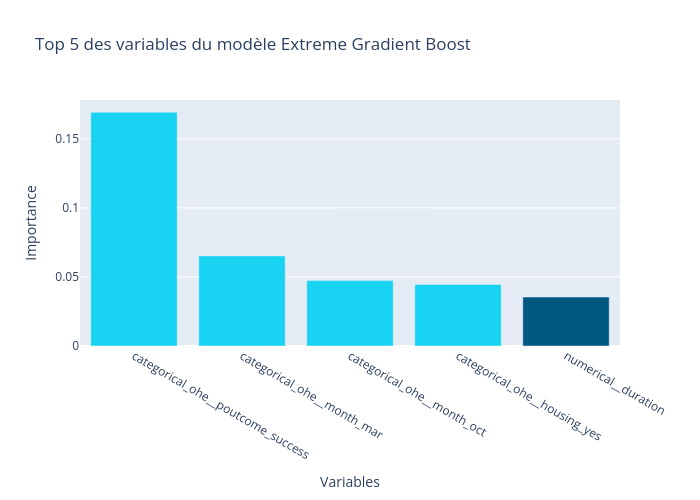 Top 5 des variables du modèle Extreme Gradient Boost
Importance
0.15
0.1
0.05
0
categorical_ohe__poutcome_success
categorical_ohe__month_mar
categorical_ohe__month_oct
categorical_ohe__housing_yes
numerical__duration
Variables